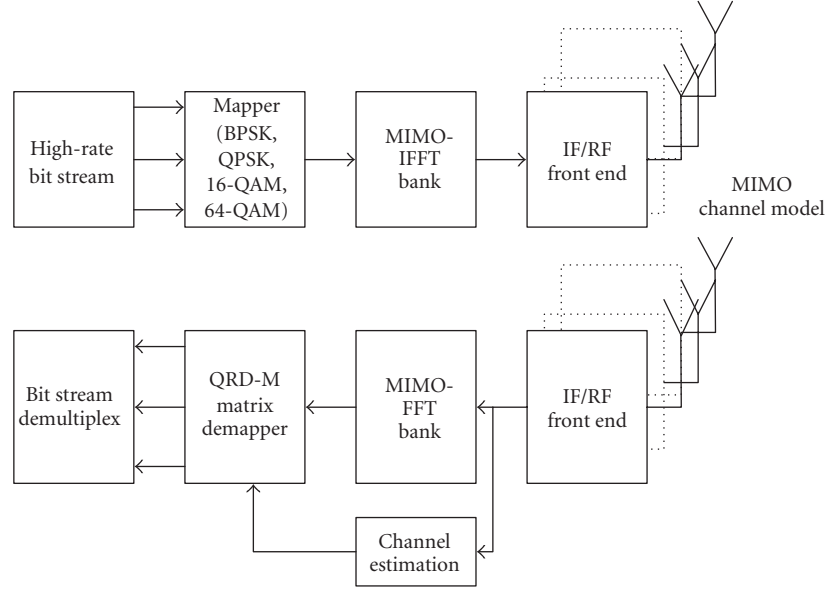 High-rate
bit stream
Mapper
(BPSK,
QPSK,
16-QAM,
64-QAM)
MIMO-
IFFT
bank
IF/RF
front end
MIMO
channel model
Bit stream
demultiplex
QRD-M
matrix
demapper
MIMO-
FFT
bank
IF/RF
front end
Channel
estimation